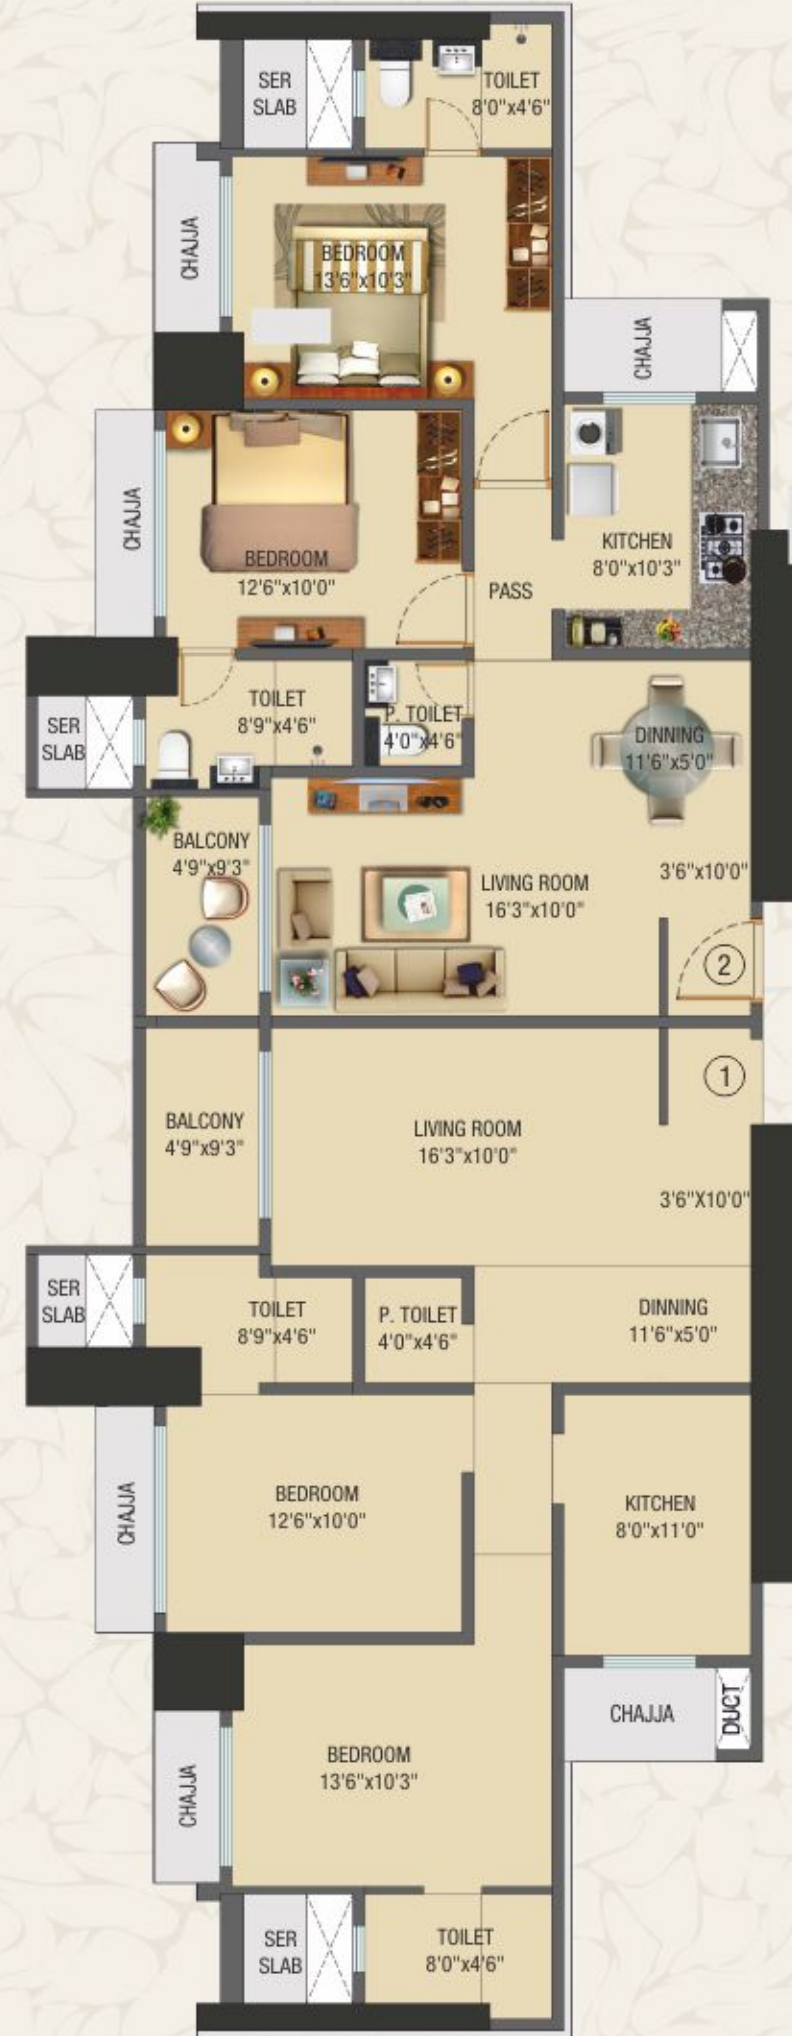 SER
SLAB
TOILET
8'0"x4'6"
CHAJJA
BEDROOM
13'6"x10'3"
CHAJJA
CHAJJA
BEDROOM
12'6"x10'0"
PASS
KITCHEN
8'0"x10'3"
SER
SLAB
TOILET
8'9"x4'6"
P. TOILET
4'0"x4'6"
DINNING
11'6"x5'0"
BALCONY
4'9"x9'3"
LIVING ROOM
16'3"x10'0"
3'6"x10'0"
2
1
BALCONY
4'9"x9'3"
LIVING ROOM
16'3"x10'0"
3'6"X10'0"
SER
SLAB
TOILET
8'9"x4'6"
P. TOILET
4'0"x4'6"
DINNING
11'6"x5'0"
CHAJJA
BEDROOM
12'6"x10'0"
KITCHEN
8'0"x11'0"
CHAJJA
DUCT
CHAJJA
BEDROOM
13'6"x10'3"
SER
SLAB
TOILET
8'0"x4'6"